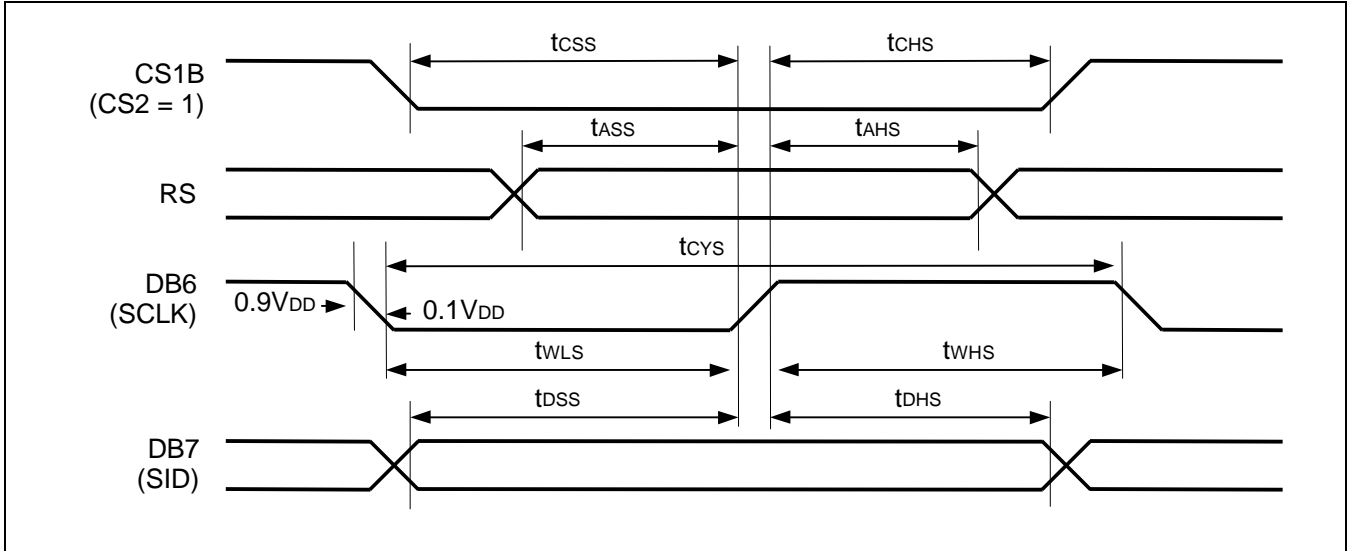 tCSS tCHS
CS1B
(CS2 = 1)
tASS tAHS
RS
tCYS
DB6
(SCLK)
0.9VDD 0.1VDD
tWLS tWHS
tDSS tDHS
DB7
(SID)